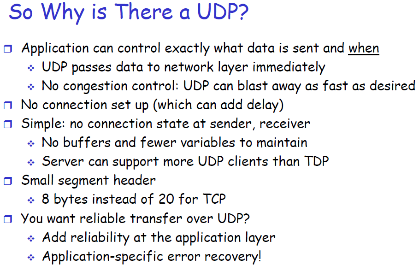 So Why is There a UDP?
Application can control exactly what data is sent and when
UDP passes data to network layer immediately
No congestion control: UDP can blast away as fast as desired
No connection set up (which can add delay)
Simple: no connection state at sender, receiver
No buffers and fewer variables to maintain
Server can support more UDP clients than TDP
Small segment header
8 bytes instead of 20 for TCP
You want reliable transfer over UDP?
Add reliability at the application layer
Application-specific error recovery!